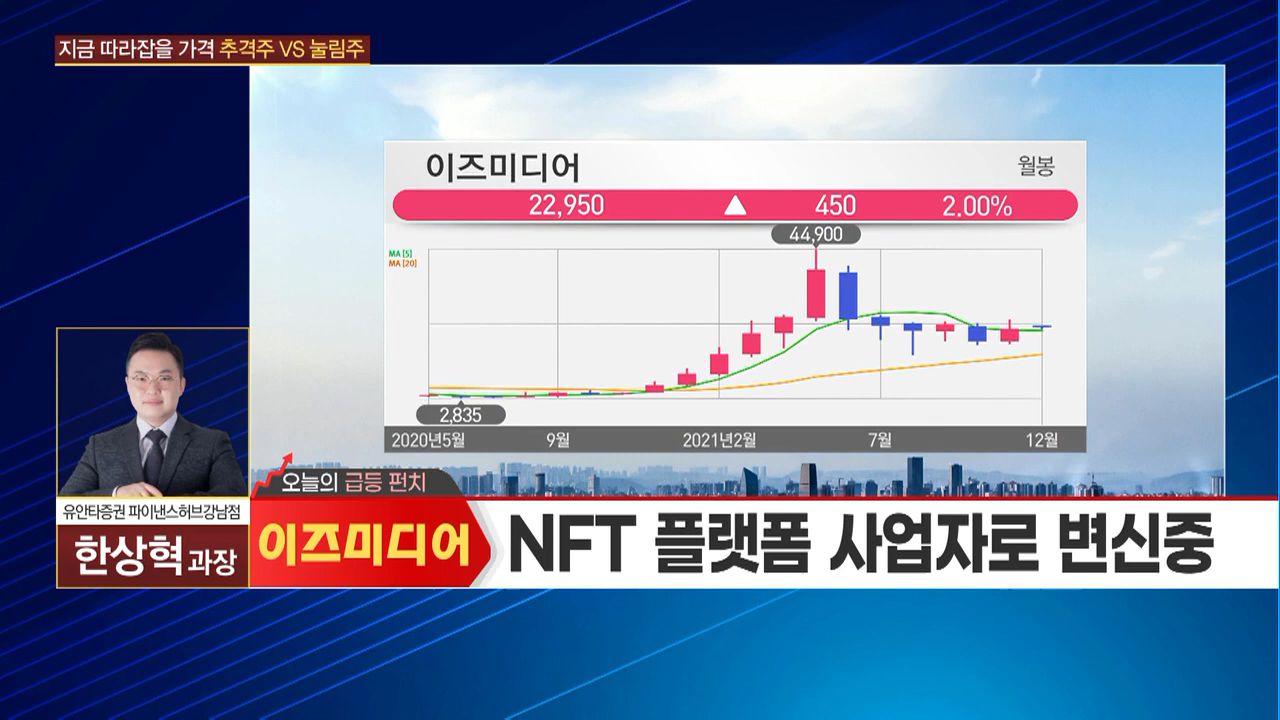 지금 따라잡을 가격 추격주 VS 눌림주
이즈미디어
월봉
22,950 ▲ 450 2.00%
44,900
MA [5]
MA [20]
2,835
2020년5월 9월 2021년2월 7월 12월
오늘의 급등 펀치
유안타증권 파이낸스허브강남점
한상혁 과장
이즈미디어
NFT 플랫폼 사업자로 변신중